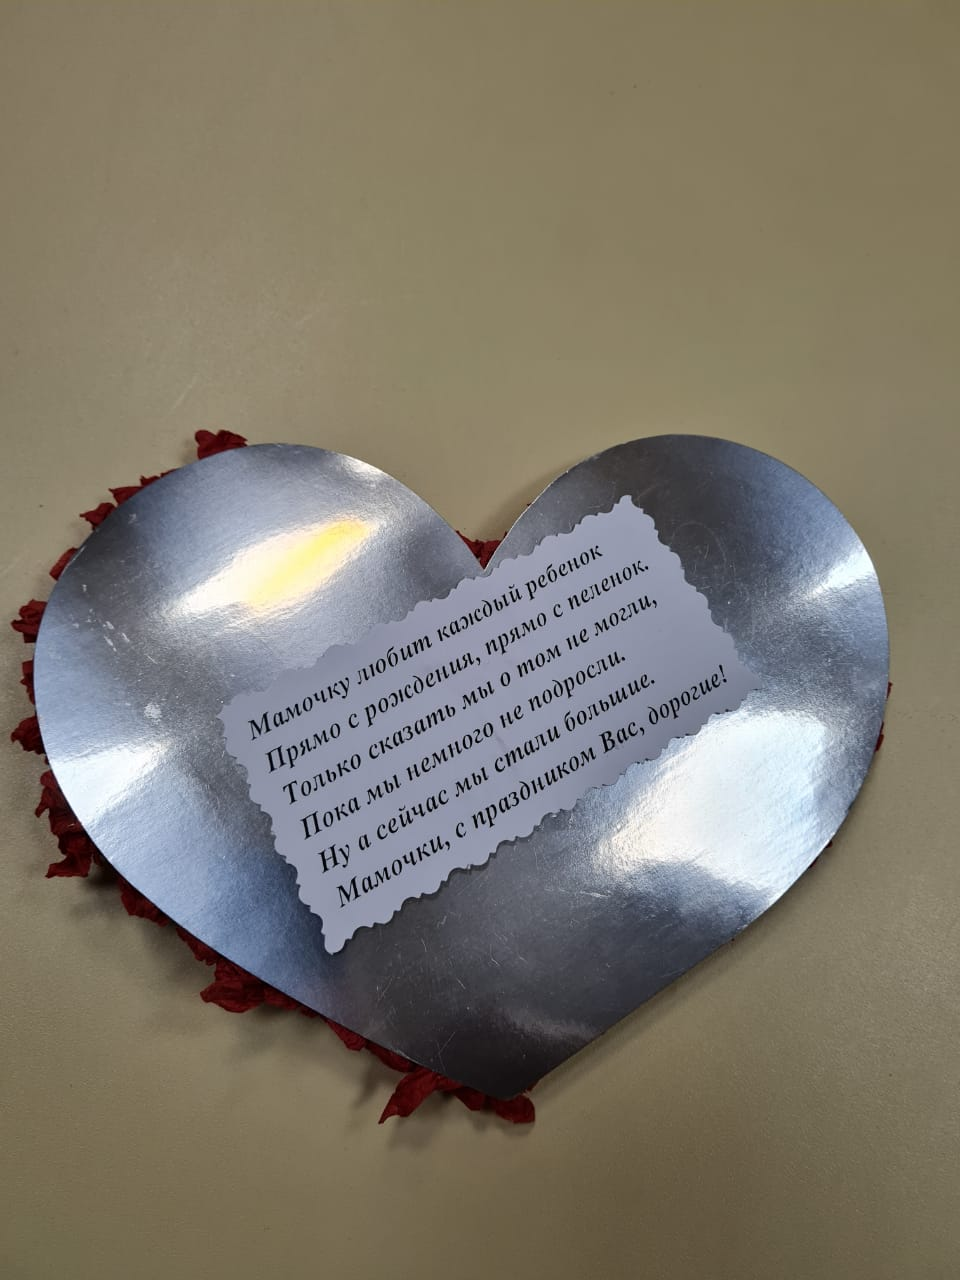 Мамочку любит каждый ребенок
Прямо с рождения, прямо с пеленок.
Только сказать мы о том не могли,
Пока мы немного не подросли.
Ну а сейчас мы стали большие.
Мамочки, с праздником Вас, дорогие!